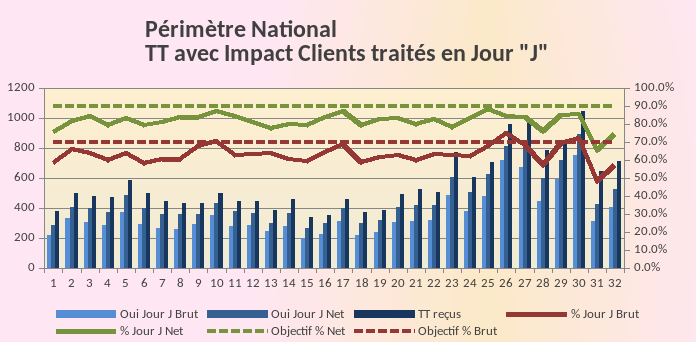 Périmètre National
TT avec Impact Clients traités en Jour "J"
1200 100.0%
90.0%
1000
80.0%
800 70.0%
60.0%
600 50.0%
40.0%
400
30.0%
200 20.0%
10.0%
0 0.0%
1 2 3 4 5 6 7 8 9 10 11 12 13 14 15 16 17 18 19 20 21 22 23 24 25 26 27 28 29 30 31 32
Oui Jour J Brut Oui Jour J Net TT reçus % Jour J Brut
% Jour J Net Objectif % Net Objectif % Brut